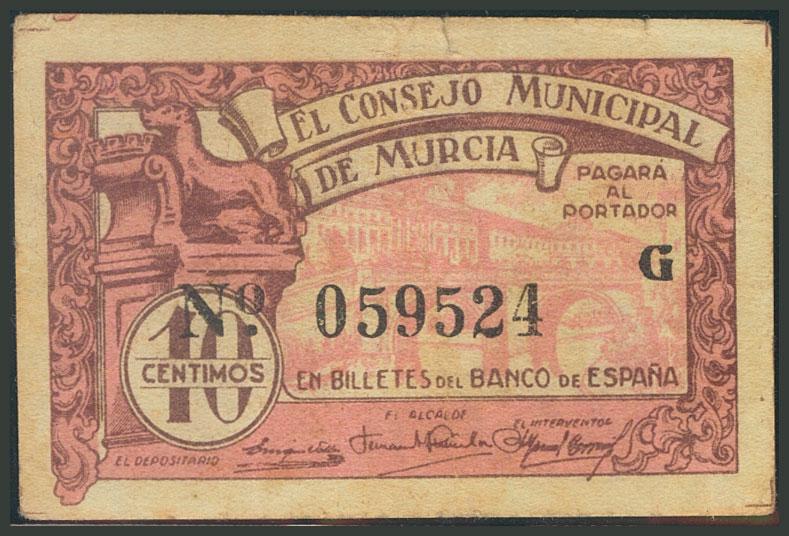 EL CONSEJO MUNICIPAL
DE MURCIA
PAGARÁ
AL
PORTADOR
G
Nº. 059524
10
CENTIMOS
EN BILLETES DEL BANCO DE ESPAÑA
EL ALCALDE
EL INTERVENTOR
EL DEPOSITARIO